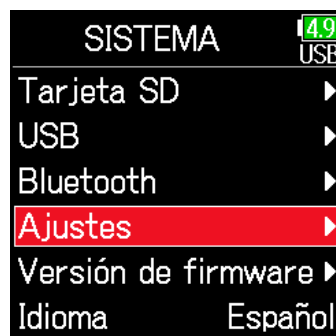 SISTEMA
4.9
USB
Tarjeta SD
USB
Bluetooth
Ajustes
Versión de firmware
Idioma Español